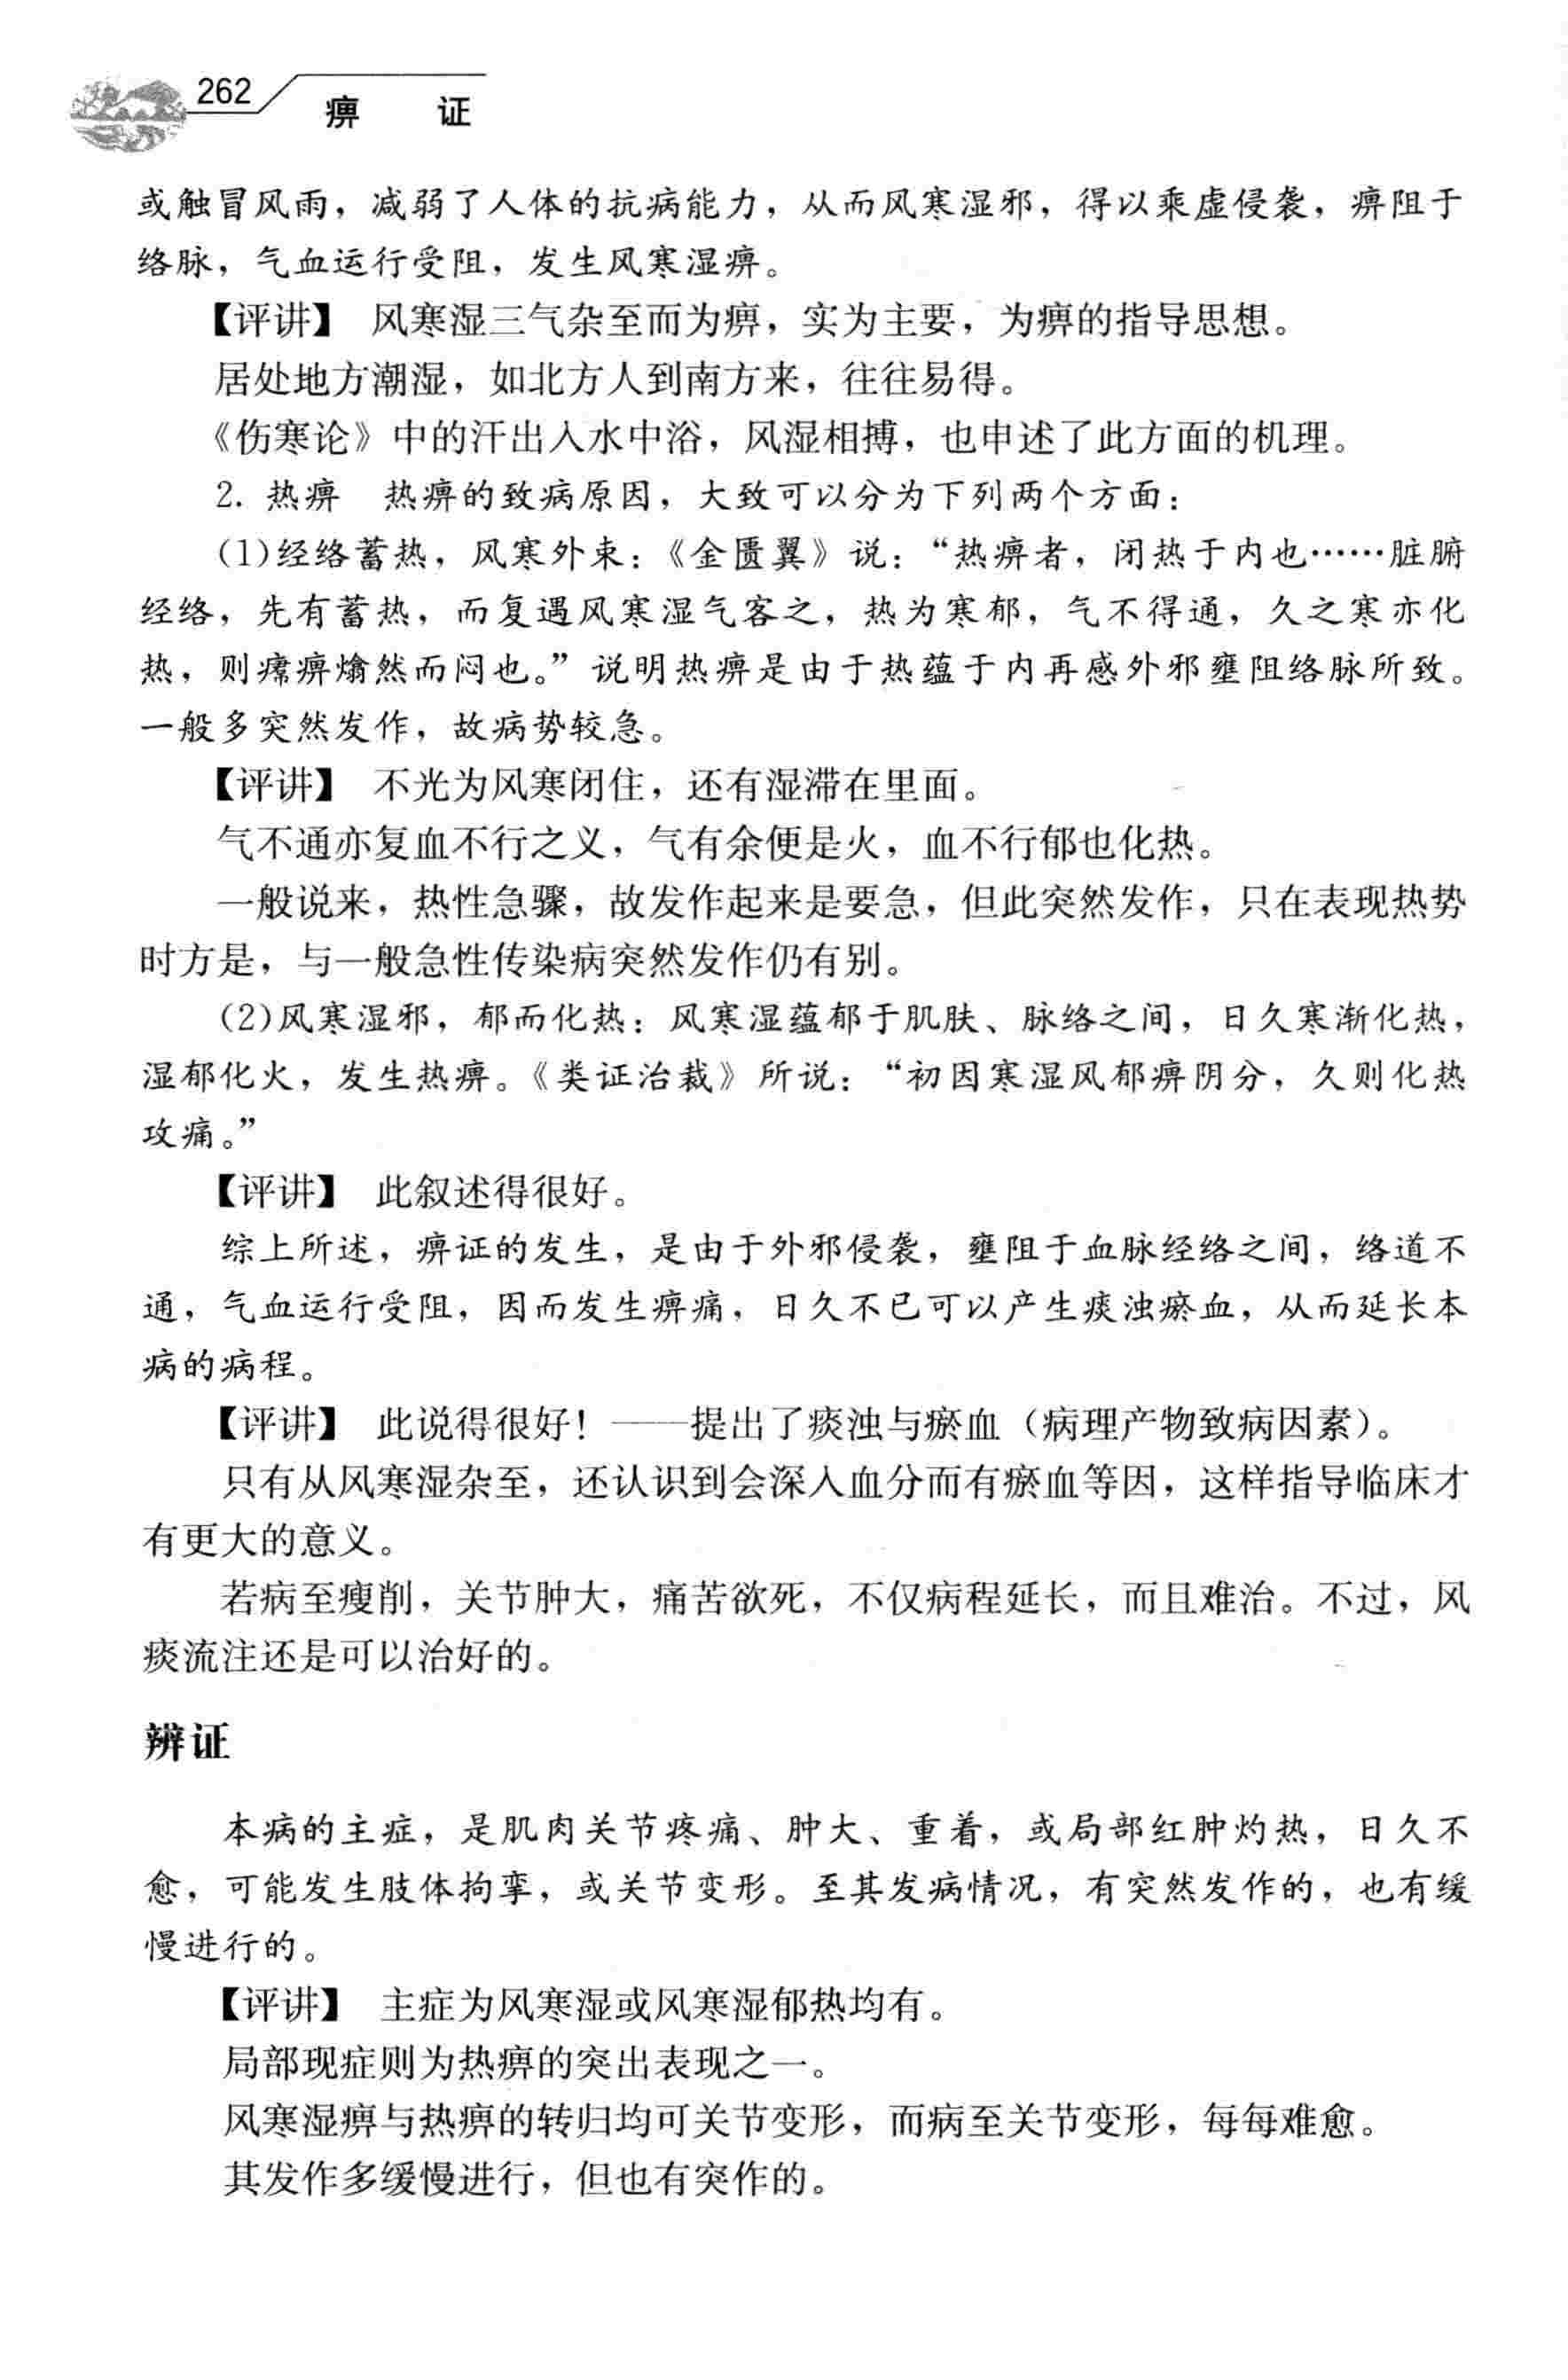 262
痹 证
或触冒风雨，减弱了人体的抗病能力，从而风寒湿邪，得以乘虚侵袭，痹阻于
络脉，气血运行受阻，发生风寒湿痹。
【评讲】 风寒湿三气杂至而为痹，实为主要，为痹的指导思想。
居处地方潮湿，如北方人到南方来，往往易得。
《伤寒论》中的汗出入水中浴，风湿相搏，也申述了此方面的机理。
2. 热痹 热痹的致病原因，大致可以分为下列两个方面：
(1)经络蓄热，风寒外束：《金匮翼》说：“热痹者，闭热于内也……脏腑
经络，先有蓄热，而复遇风寒湿气客之，热为寒郁，气不得通，久之寒亦化
热，则㿏痹熻然而闷也。”说明热痹是由于热蕴于内再感外邪壅阻络脉所致。
一般多突然发作，故病势较急。
【评讲】 不光为风寒闭住，还有湿滞在里面。
气不通亦复血不行之义，气有余便是火，血不行郁也化热。
一般说来，热性急骤，故发作起来是要急，但此突然发作，只在表现热势
时方是，与一般急性传染病突然发作仍有别。
(2)风寒湿邪，郁而化热：风寒湿蕴郁于肌肤、脉络之间，日久寒渐化热，
湿郁化火，发生热痹。《类证治裁》所说：“初因寒湿风郁痹阴分，久则化热
攻痛。”
【评讲】 此叙述得很好。
综上所述，痹证的发生，是由于外邪侵袭，壅阻于血脉经络之间，络道不
通，气血运行受阻，因而发生痹痛，日久不已可以产生痰浊瘀血，从而延长本
病的病程。
【评讲】 此说得很好！——提出了痰浊与瘀血（病理产物致病因素）。
只有从风寒湿杂至，还认识到会深入血分而有瘀血等因，这样指导临床才
有更大的意义。
若病至瘦削，关节肿大，痛苦欲死，不仅病程延长，而且难治。不过，风
痰流注还是可以治好的。
辨证
本病的主症，是肌肉关节疼痛、肿大、重着，或局部红肿灼热，日久不
愈，可能发生肢体拘挛，或关节变形。至其发病情况，有突然发作的，也有缓
慢进行的。
【评讲】 主症为风寒湿或风寒湿郁热均有。
局部现症则为热痹的突出表现之一。
风寒湿痹与热痹的转归均可关节变形，而病至关节变形，每每难愈。
其发作多缓慢进行，但也有突作的。